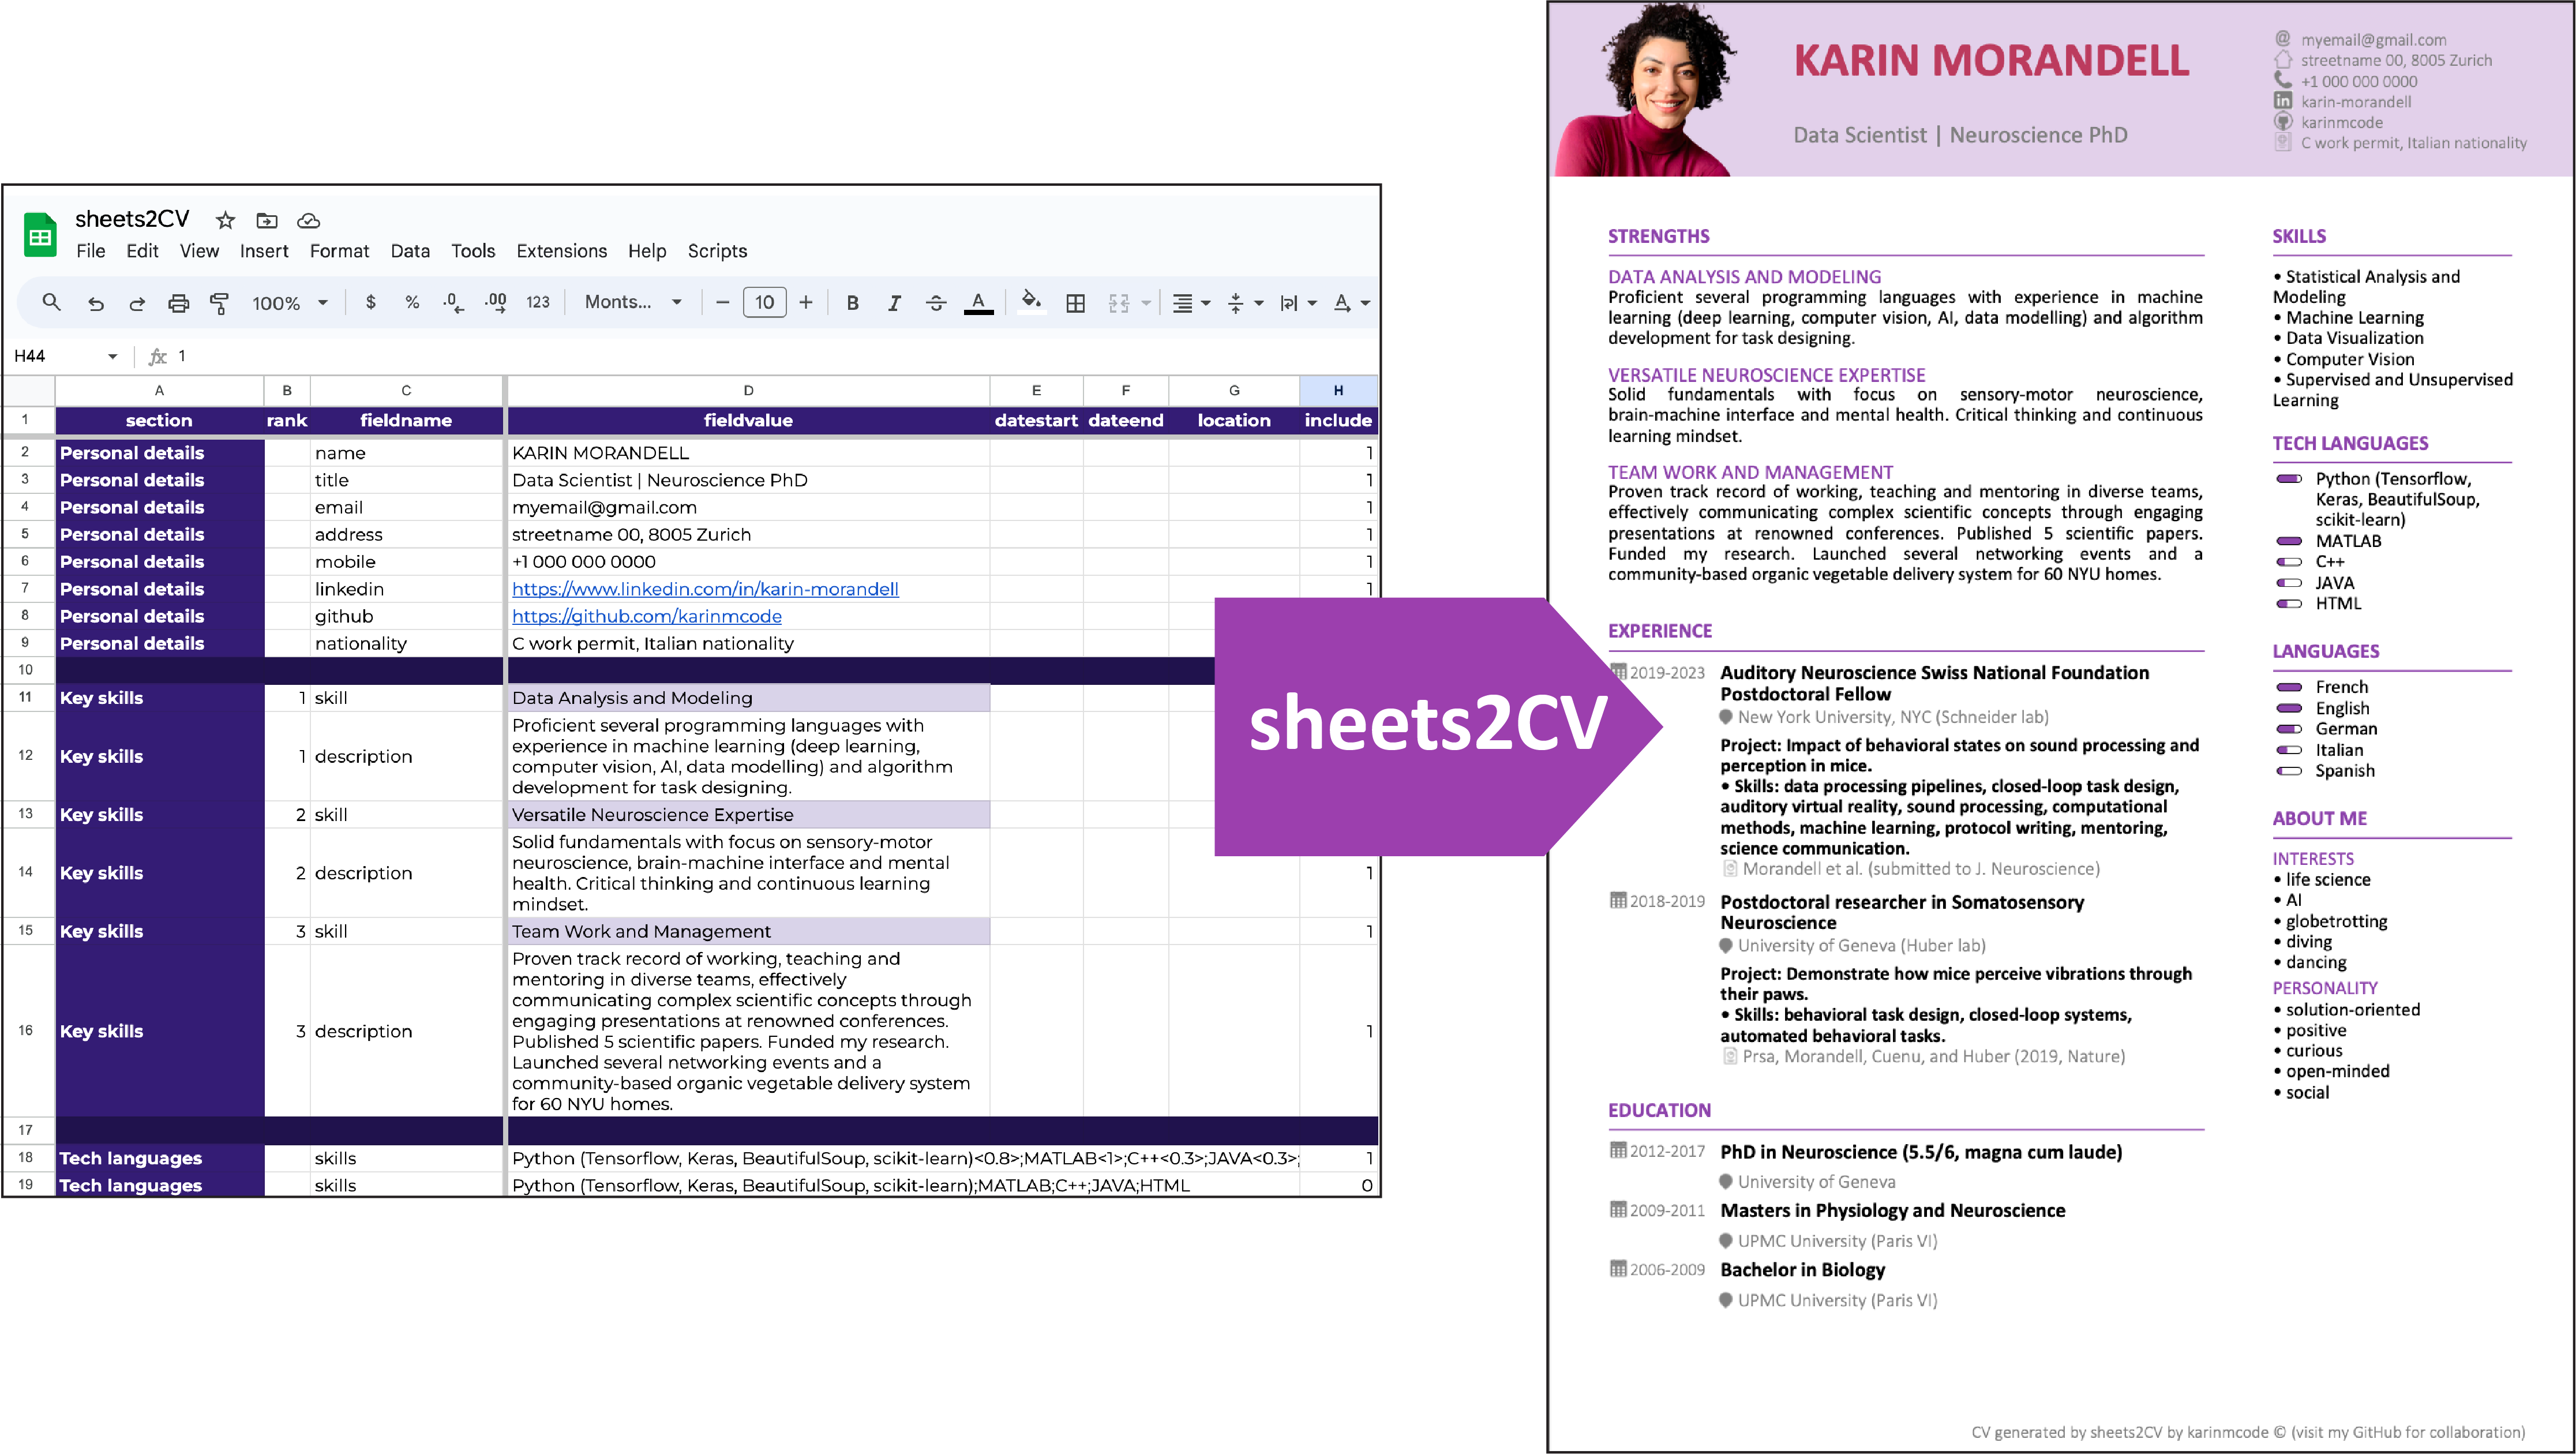 sheets2CV
File Edit View Insert Format Data Tools Extensions Help Scripts
100% $ % .0 .00 123 Monts... − 10 + B I S A A
H44 fx 1
A B C D E F G H
1 section rank fieldname fieldvalue datestart dateend location include
2 Personal details name KARIN MORANDELL 1
3 Personal details title Data Scientist | Neuroscience PhD 1
4 Personal details email myemail@gmail.com 1
5 Personal details address streetname 00, 8005 Zurich 1
6 Personal details mobile +1 000 000 0000 1
7 Personal details linkedin https://www.linkedin.com/in/karin-morandell 1
8 Personal details github https://github.com/karinmcode
9 Personal details nationality C work permit, Italian nationality
10
11 Key skills 1 skill Data Analysis and Modeling
12 Key skills 1 description Proficient several programming languages with
experience in machine learning (deep learning,
computer vision, AI, data modelling) and algorithm
development for task designing.
13 Key skills 2 skill Versatile Neuroscience Expertise
14 Key skills 2 description Solid fundamentals with focus on sensory-motor
neuroscience, brain-machine interface and mental
health. Critical thinking and continuous learning
mindset. 1
15 Key skills 3 skill Team Work and Management 1
16 Key skills 3 description Proven track record of working, teaching and
mentoring in diverse teams, effectively
communicating complex scientific concepts through
engaging presentations at renowned conferences.
Published 5 scientific papers. Funded my research.
Launched several networking events and a
community-based organic vegetable delivery system
for 60 NYU homes. 1
17
18 Tech languages skills Python (Tensorflow, Keras, BeautifulSoup, scikit-learn)<0.8>;MATLAB<1>;C++<0.3>;JAVA<0.3>; 1
19 Tech languages skills Python (Tensorflow, Keras, BeautifulSoup, scikit-learn);MATLAB;C++;JAVA;HTML 0
sheets2CV
KARIN MORANDELL
Data Scientist | Neuroscience PhD
@ myemail@gmail.com
streetname 00, 8005 Zurich
+1 000 000 0000
in karin-morandell
karinmcode
C work permit, Italian nationality
STRENGTHS
DATA ANALYSIS AND MODELING
Proficient several programming languages with experience in machine
learning (deep learning, computer vision, AI, data modelling) and algorithm
development for task designing.
VERSATILE NEUROSCIENCE EXPERTISE
Solid fundamentals with focus on sensory-motor neuroscience,
brain-machine interface and mental health. Critical thinking and continuous
learning mindset.
TEAM WORK AND MANAGEMENT
Proven track record of working, teaching and mentoring in diverse teams,
effectively communicating complex scientific concepts through engaging
presentations at renowned conferences. Published 5 scientific papers.
Funded my research. Launched several networking events and a
community-based organic vegetable delivery system for 60 NYU homes.
EXPERIENCE
2019-2023 Auditory Neuroscience Swiss National Foundation
Postdoctoral Fellow
New York University, NYC (Schneider lab)
Project: Impact of behavioral states on sound processing and
perception in mice.
• Skills: data processing pipelines, closed-loop task design,
auditory virtual reality, sound processing, computational
methods, machine learning, protocol writing, mentoring,
science communication.
Morandell et al. (submitted to J. Neuroscience)
2018-2019 Postdoctoral researcher in Somatosensory
Neuroscience
University of Geneva (Huber lab)
Project: Demonstrate how mice perceive vibrations through
their paws.
• Skills: behavioral task design, closed-loop systems,
automated behavioral tasks.
Prsa, Morandell, Cuenu, and Huber (2019, Nature)
EDUCATION
2012-2017 PhD in Neuroscience (5.5/6, magna cum laude)
University of Geneva
2009-2011 Masters in Physiology and Neuroscience
UPMC University (Paris VI)
2006-2009 Bachelor in Biology
UPMC University (Paris VI)
SKILLS
• Statistical Analysis and
Modeling
• Machine Learning
• Data Visualization
• Computer Vision
• Supervised and Unsupervised
Learning
TECH LANGUAGES
Python (Tensorflow,
Keras, BeautifulSoup,
scikit-learn)
MATLAB
C++
JAVA
HTML
LANGUAGES
French
English
German
Italian
Spanish
ABOUT ME
INTERESTS
• life science
• AI
• globetrotting
• diving
• dancing
PERSONALITY
• solution-oriented
• positive
• curious
• open-minded
• social
CV generated by sheets2CV by karinmcode © (visit my GitHub for collaboration)